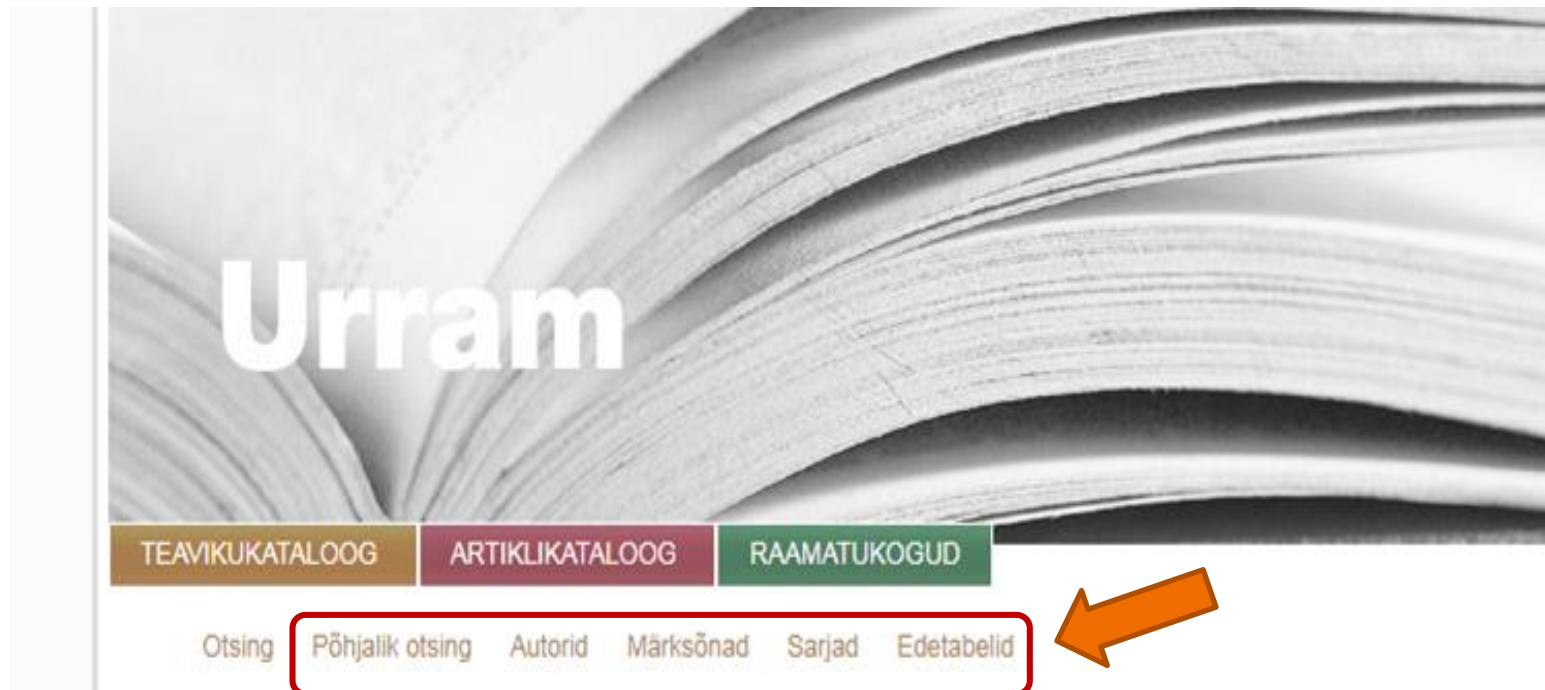 Urram
TEAVIKUKATALOOG ARTIKLIKATALOOG RAAMATUKOGUD
Otsing Põhjalik otsing Autorid Märksõnad Sarjad Edetabelid